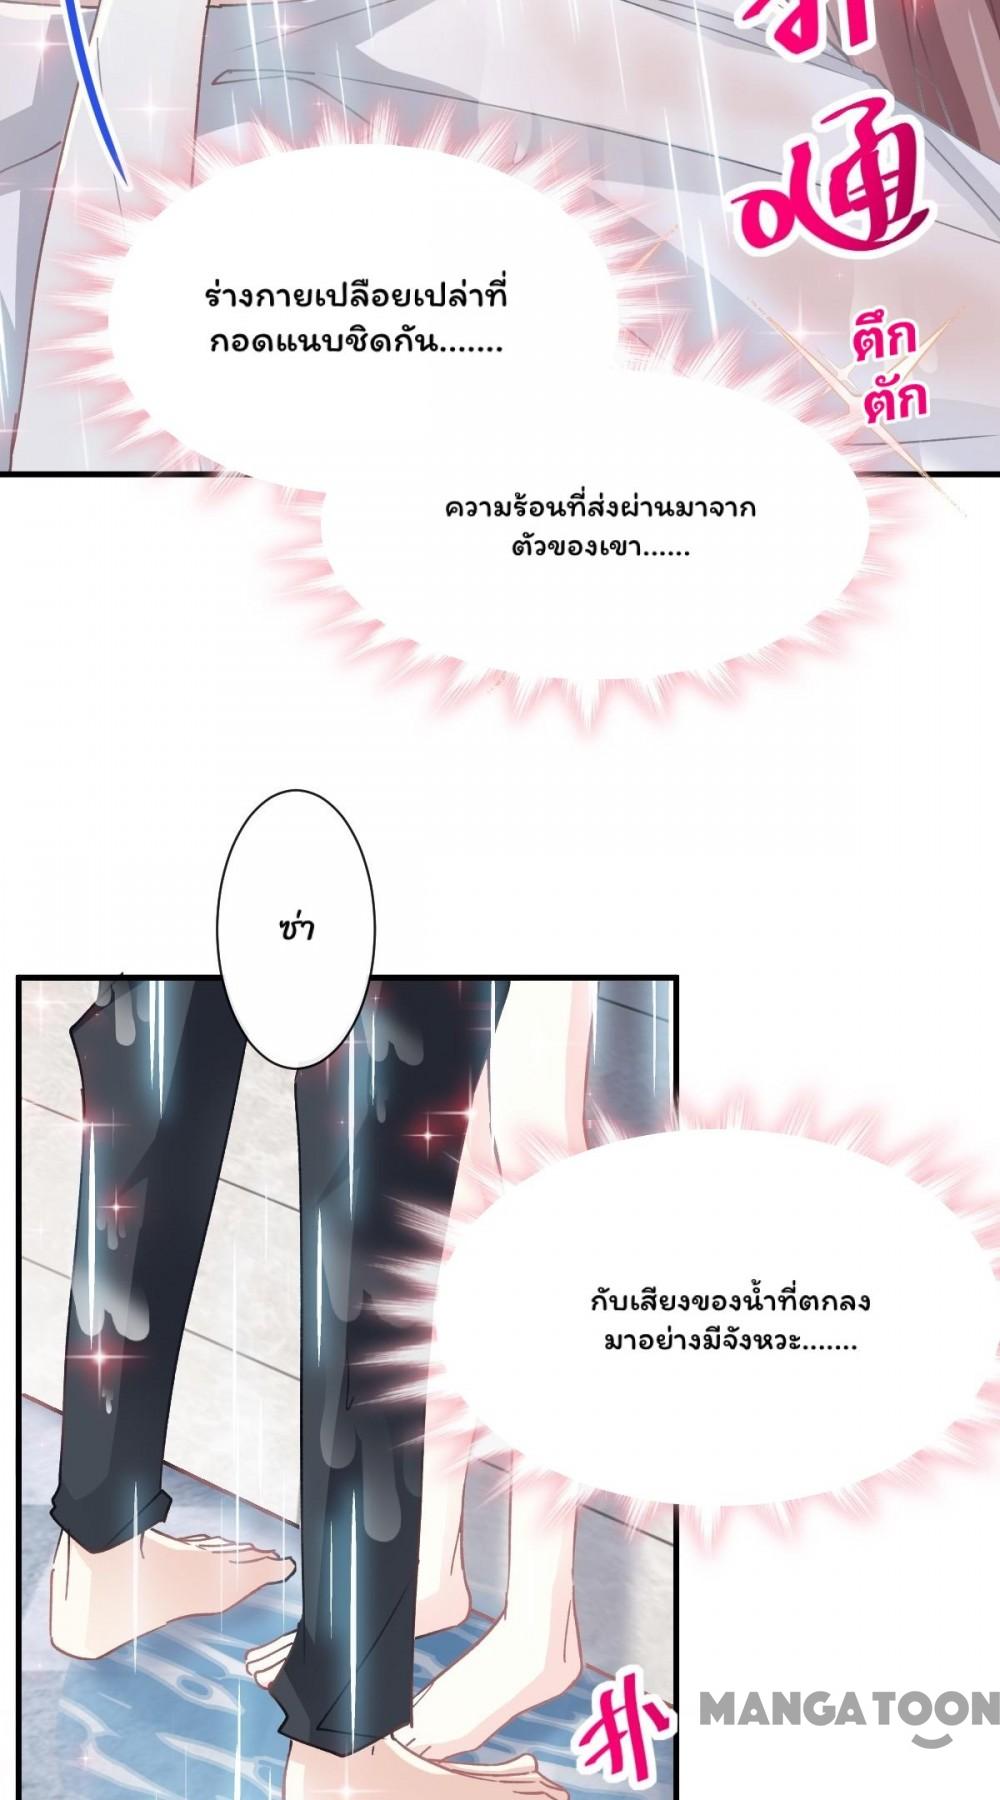 扑
通
ร่างกายเปลือยเปล่าที่
กอดแนบชิดกัน.......
ตึก
ตัก
ความร้อนที่ส่งผ่านมาจาก
ตัวของเขา......
ซ่า
กับเสียงของน้ำที่ตกลง
มาอย่างมีจังหวะ.......
扑
MANGATOON